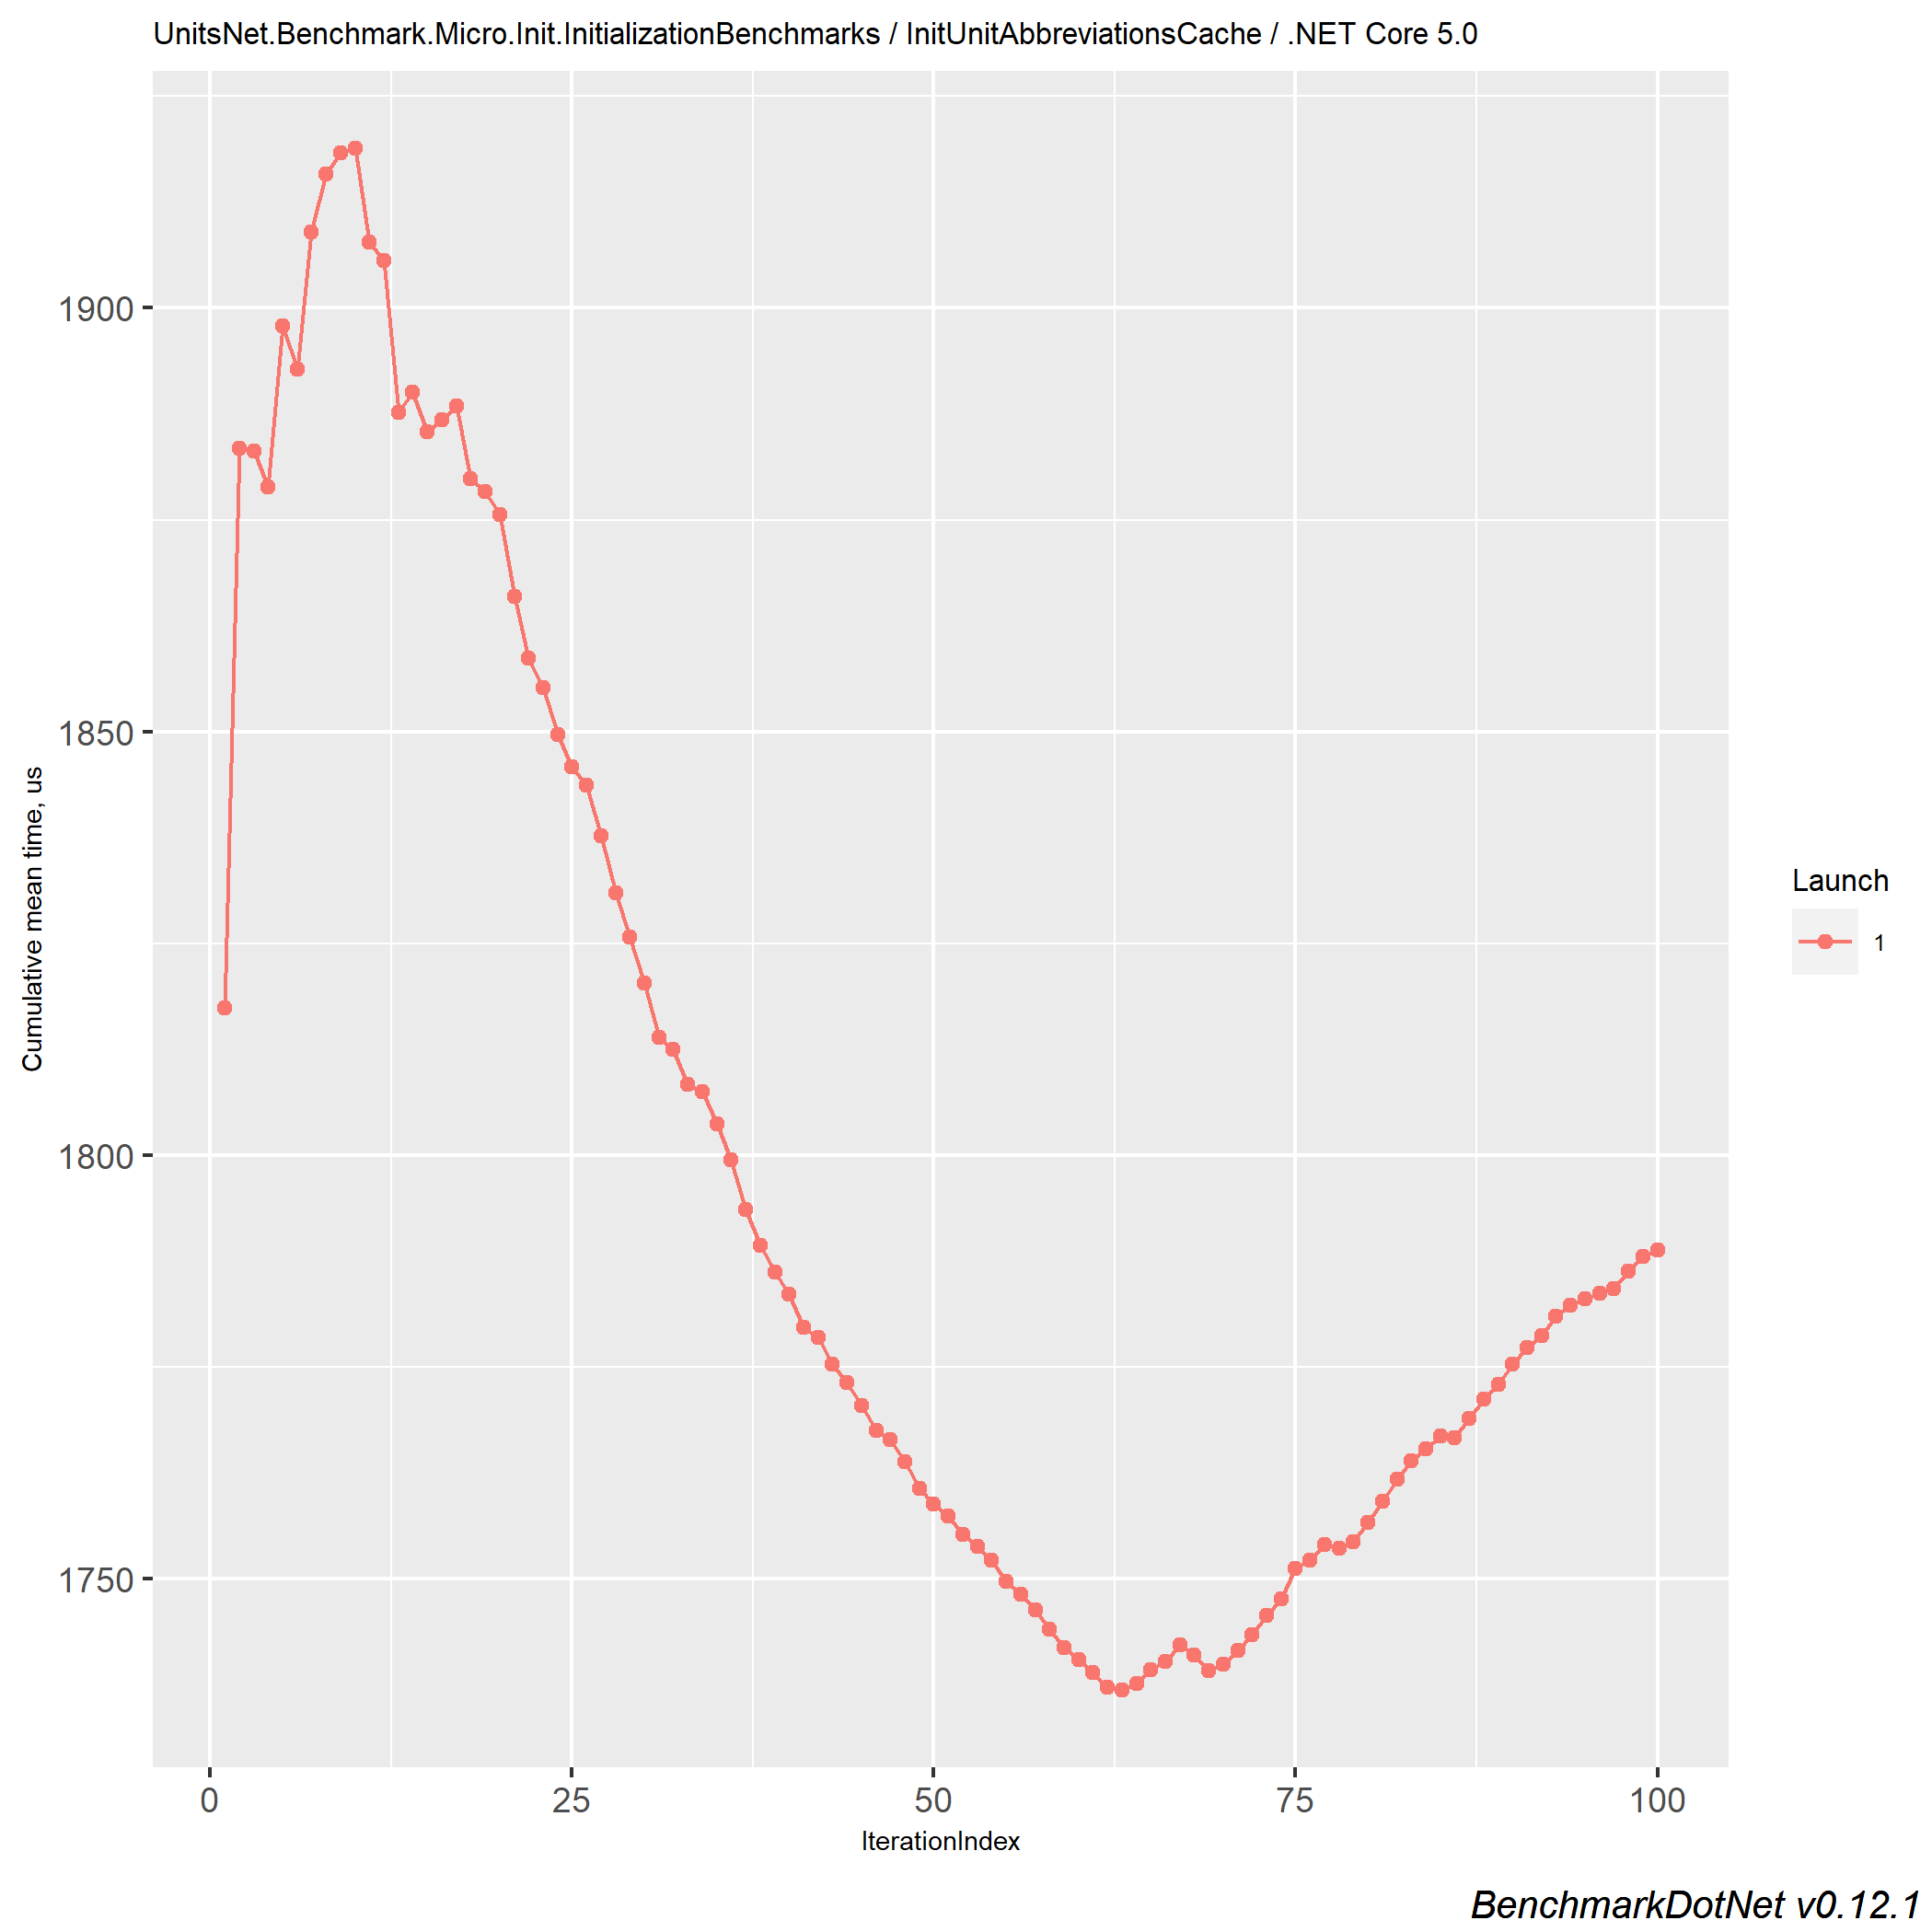 UnitsNet.Benchmark.Micro.Init.InitializationBenchmarks / InitUnitAbbreviationsCache / .NET Core 5.0
Cumulative mean time, us
1900
1850
1800
1750
0 25 50 75 100
IterationIndex
Launch
1
BenchmarkDotNet v0.12.1